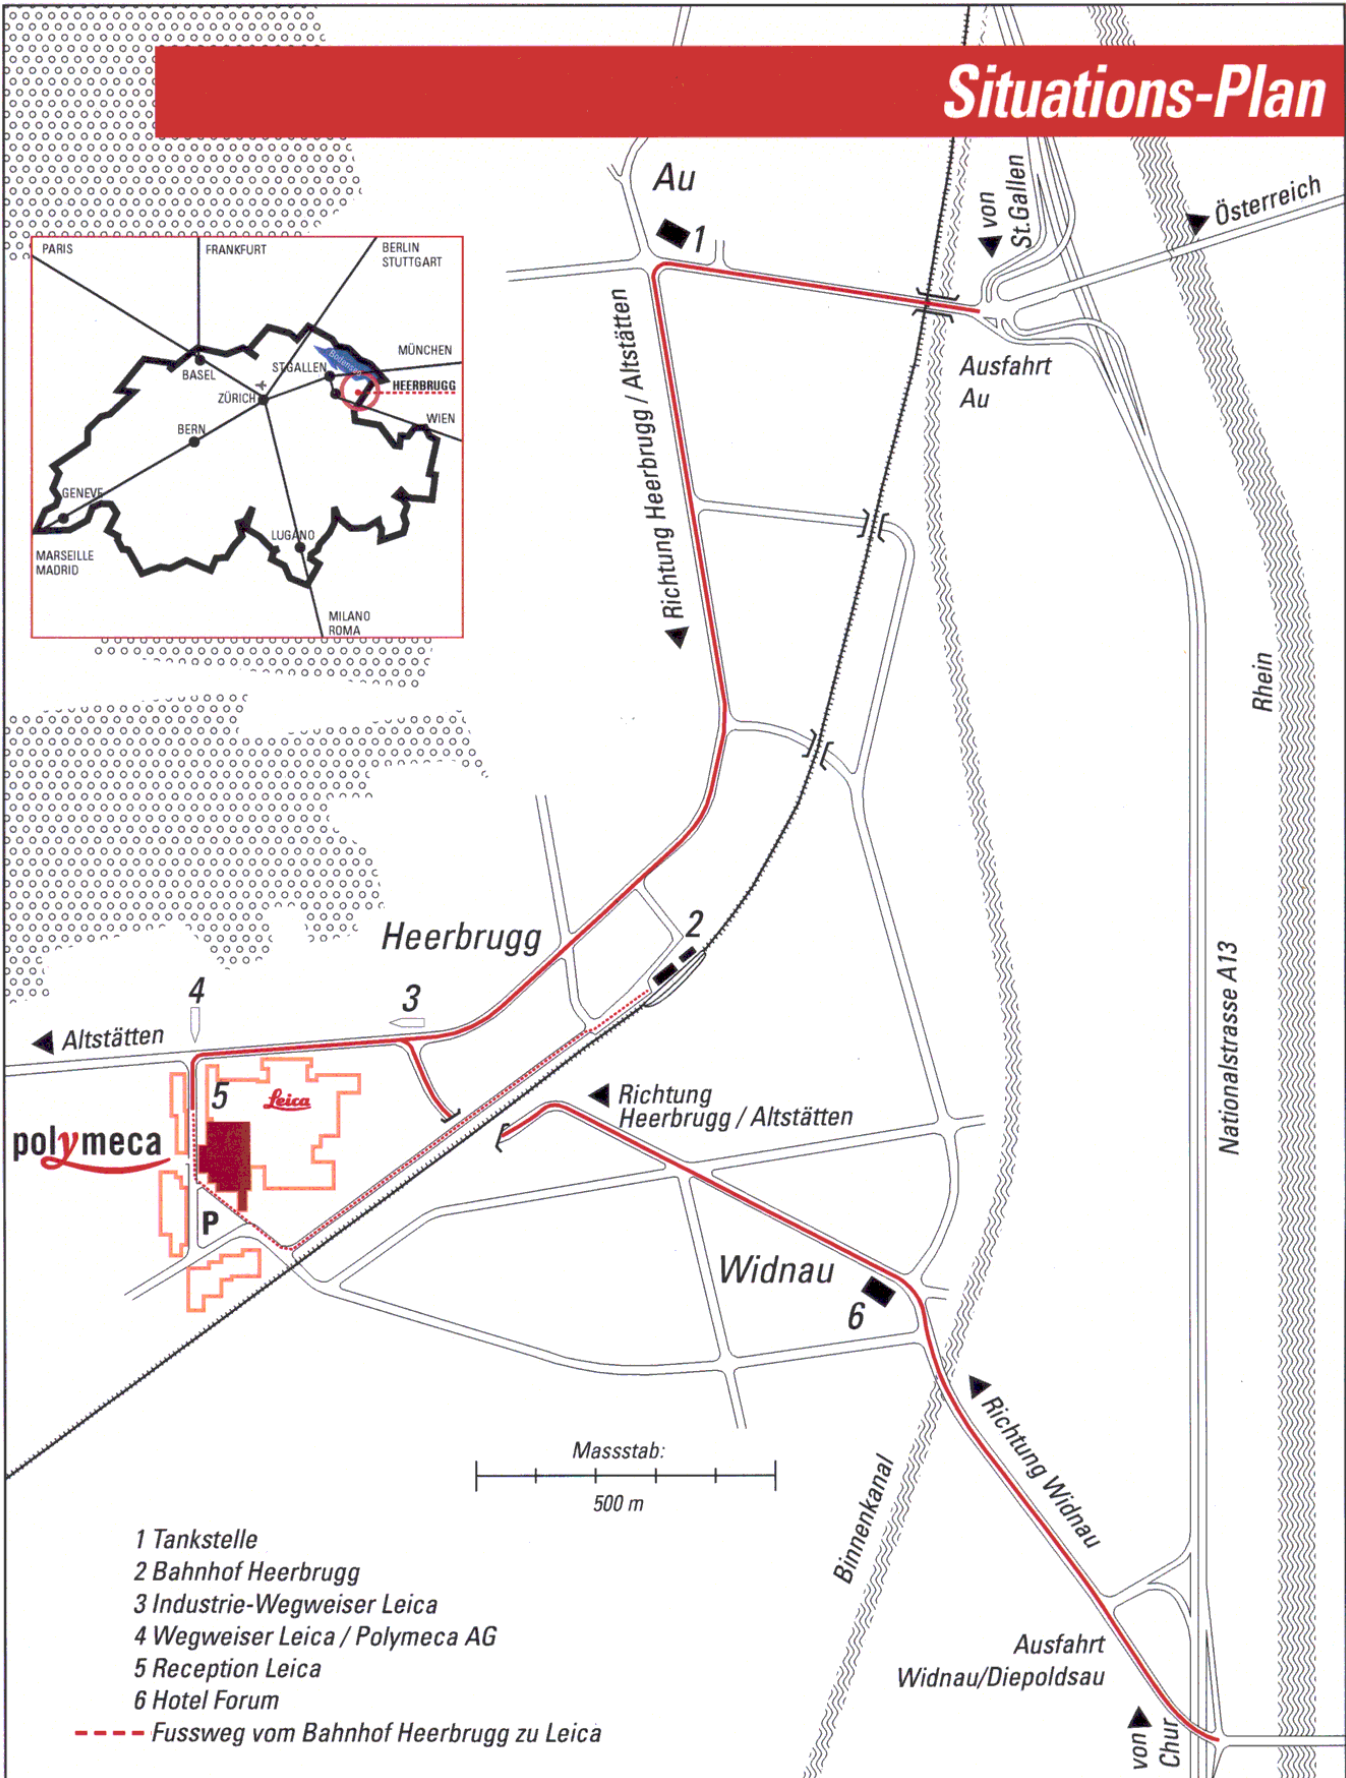 Situations-Plan
Au
1
von
St.Gallen
Österreich
PARIS
FRANKFURT
BERLIN
STUTTGART
MÜNCHEN
Bodensee
ST.GALLEN
BASEL
HEERBRUGG
ZÜRICH
WIEN
BERN
GENEVE
LUGANO
MARSEILLE
MADRID
MILANO
ROMA
Richtung Heerbrugg / Altstätten
Ausfahrt
Au
Rhein
Heerbrugg
2
3
4
Altstätten
5
Leica
polymeca
P
Richtung
Heerbrugg / Altstätten
Nationalstrasse A13
Widnau
6
Richtung Widnau
Binnenkanal
Massstab:
500 m
Ausfahrt
Widnau/Diepoldsau
von
Chur
1 Tankstelle
2 Bahnhof Heerbrugg
3 Industrie-Wegweiser Leica
4 Wegweiser Leica / Polymeca AG
5 Reception Leica
6 Hotel Forum
Fussweg vom Bahnhof Heerbrugg zu Leica